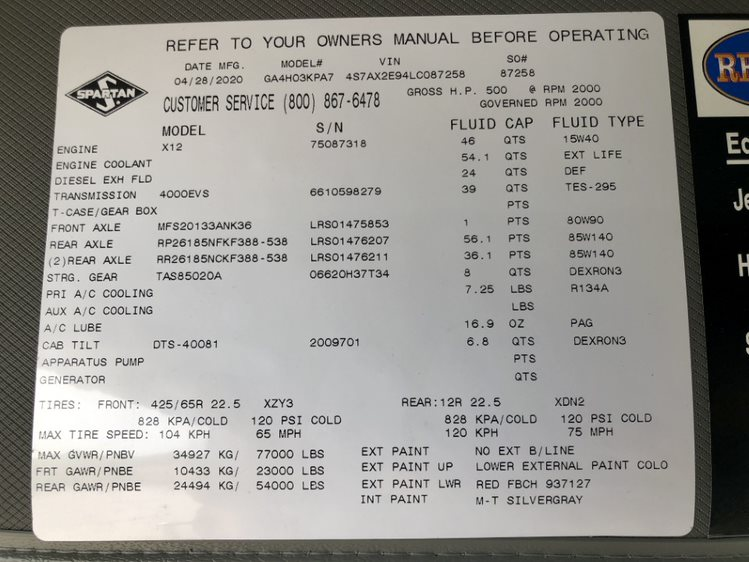 REFER TO YOUR OWNERS MANUAL BEFORE OPERATING
DATE MFG. MODEL# VIN SO#
04/28/2020 GA4H03KPA7 4S7AX2E94LC087258 87258
SPARTAN
CUSTOMER SERVICE (800) 867-6478 GROSS H.P. 500 @ RPM 2000
GOVERNED RPM 2000
MODEL S/N FLUID CAP FLUID TYPE
ENGINE X12 75087318 46 QTS 15W40
ENGINE COOLANT 54.1 QTS EXT LIFE
DIESEL EXH FLD 24 QTS DEF
TRANSMISSION 4000EVS 6610598279 39 QTS TES-295
T-CASE/GEAR BOX PTS
FRONT AXLE MFS20133ANK36 LRS01475853 1 PTS 80W90
REAR AXLE RP26185NFKF388-538 LRS01476207 56.1 PTS 85W140
(2)REAR AXLE RR26185NCKF388-538 LRS01476211 36.1 PTS 85W140
STRG. GEAR TAS85020A 06620H37T34 8 QTS DEXRON3
PRI A/C COOLING 7.25 LBS R134A
AUX A/C COOLING LBS
A/C LUBE 16.9 OZ PAG
CAB TILT DTS-40081 2009701 6.8 QTS DEXRON3
APPARATUS PUMP PTS
GENERATOR QTS
TIRES: FRONT: 425/65R 22.5 XZY3 REAR:12R 22.5 XDN2
828 KPA/COLD 120 PSI COLD 828 KPA/COLD 120 PSI COLD
MAX TIRE SPEED: 104 KPH 65 MPH 120 KPH 75 MPH
MAX GVWR/PNBV 34927 KG/ 77000 LBS EXT PAINT NO EXT B/LINE
FRT GAWR/PNBE 10433 KG/ 23000 LBS EXT PAINT UP LOWER EXTERNAL PAINT COLO
REAR GAWR/PNBE 24494 KG/ 54000 LBS EXT PAINT LWR RED FBCH 937127
INT PAINT M-T SILVERGRAY